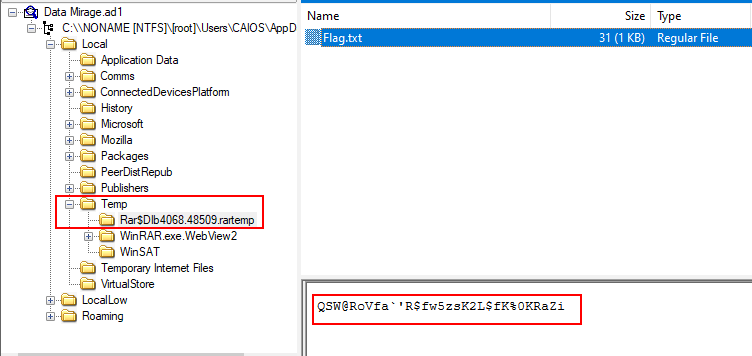 Data Mirage.ad1
C:\\NONAME [NTFS]\[root]\Users\CAIOS\AppD
Local
Application Data
Comms
ConnectedDevicesPlatform
History
Microsoft
Mozilla
Packages
PeerDistRepub
Publishers
Temp
Rar$DIb4068.48509.rartemp
WinRAR.exe.WebView2
WinSAT
Temporary Internet Files
VirtualStore
LocalLow
Roaming
Name Size Type
Flag.txt 31 (1 KB) Regular File
QSW@RoVfa`'R$fw5zsK2L$fK%0KRaZi